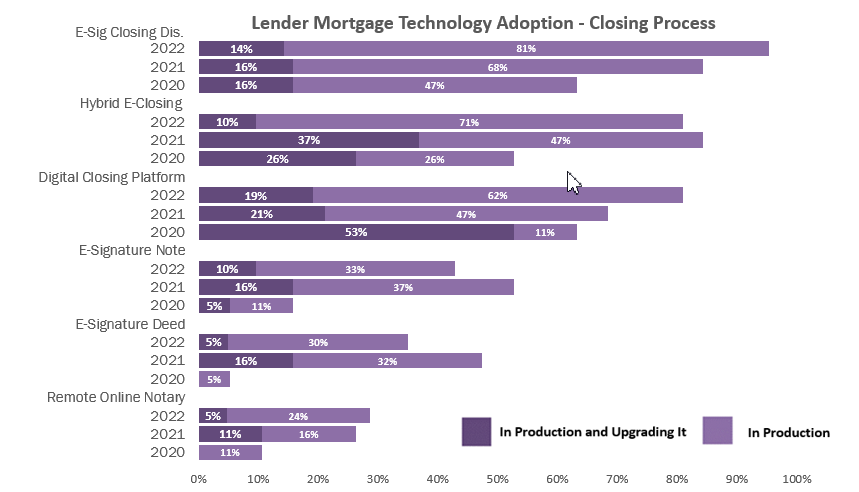 Lender Mortgage Technology Adoption - Closing Process
E-Sig Closing Dis.
2022 14% 81%
2021 16% 68%
2020 16% 47%
Hybrid E-Closing
2022 10% 71%
2021 37% 47%
2020 26% 26%
Digital Closing Platform
2022 19% 62%
2021 21% 47%
2020 53% 11%
E-Signature Note
2022 10% 33%
2021 16% 37%
2020 5% 11%
E-Signature Deed
2022 5% 30%
2021 16% 32%
2020 5%
Remote Online Notary
2022 5% 24%
2021 11% 16%
2020 11%
In Production and Upgrading It In Production
0% 10% 20% 30% 40% 50% 60% 70% 80% 90% 100%